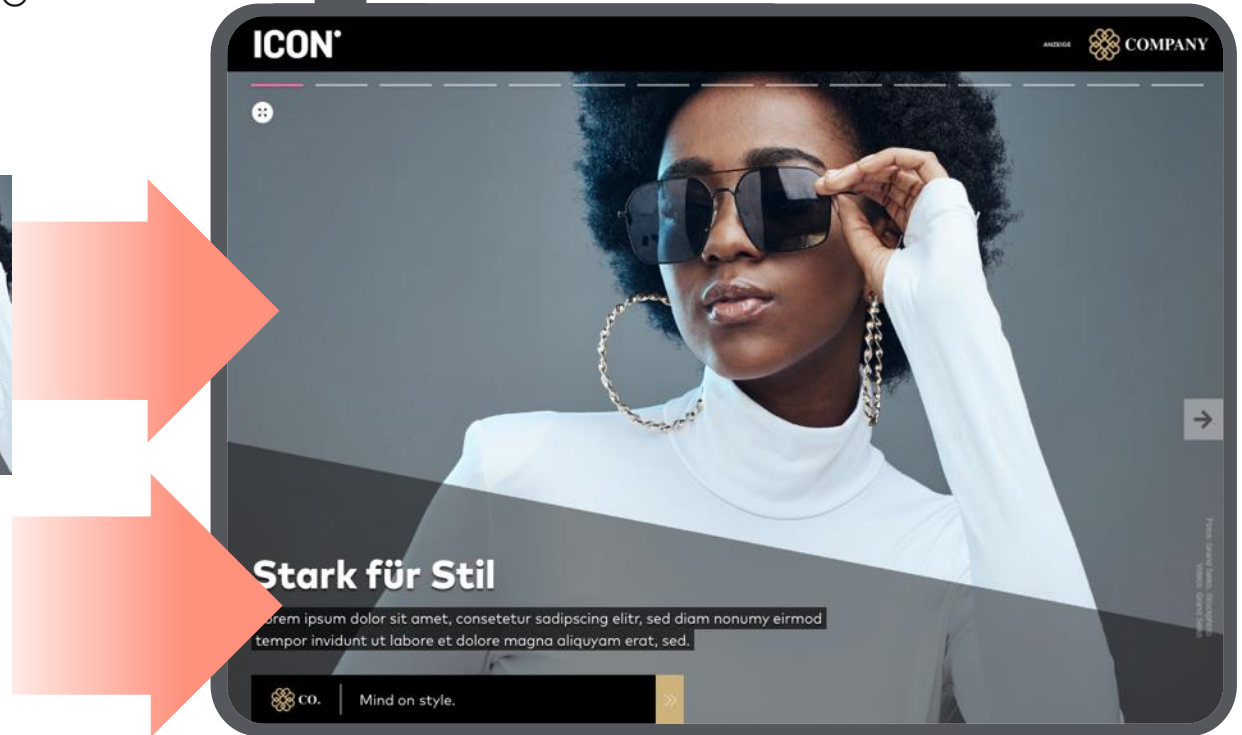 ICON
ANZEIGE
COMPANY
Stark für Stil
Lorem ipsum dolor sit amet, consetetur sadipscing elitr, sed diam nonumy eirmod
tempor invidunt ut labore et dolore magna aliquyam erat, sed.
CO.
Mind on style.